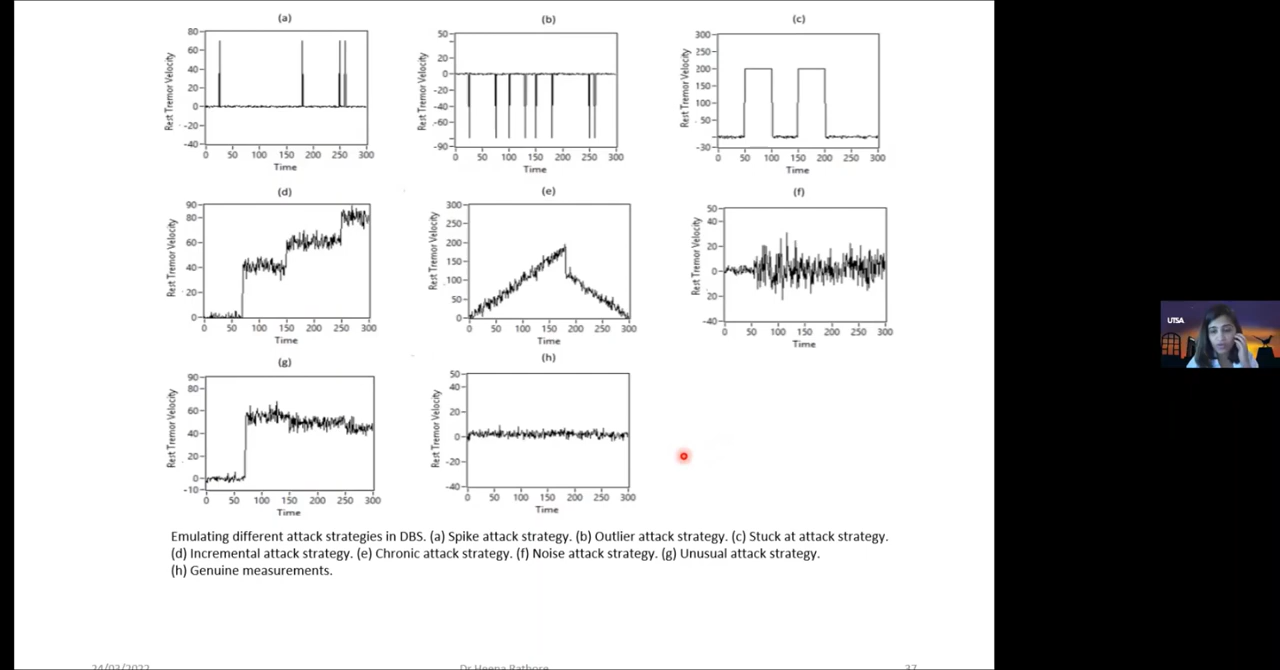 (a)
(b)
(c)
80
60
40
20
0
-20
-40
Rest Tremor Velocity
0 50 100 150 200 250 300
Time
50
20
0
-20
-40
-60
-90
Rest Tremor Velocity
0 50 100 150 200 250 300
Time
300
250
200
150
100
50
-30
Rest Tremor Velocity
0 50 100 150 200 250 300
Time
(d)
(e)
(f)
90
80
60
40
20
0
Rest Tremor Velocity
0 50 100 150 200 250 300
Time
300
250
200
150
100
50
0
Rest Tremor Velocity
0 50 100 150 200 250 300
Time
50
40
20
0
20
-40
Rest Tremor Velocity
0 50 100 150 200 250 300
Time
UTSA
(g)
(h)
90
80
60
40
20
0
-10
Rest Tremor Velocity
0 50 100 150 200 250 300
Time
50
40
20
0
-20
-40
Rest Tremor Velocity
0 50 100 150 200 250 300
Time
Emulating different attack strategies in DBS. (a) Spike attack strategy. (b) Outlier attack strategy. (c) Stuck at attack strategy.
(d) Incremental attack strategy. (e) Chronic attack strategy. (f) Noise attack strategy. (g) Unusual attack strategy.
(h) Genuine measurements.
24/03/2022
Dr Heena Rathore
37